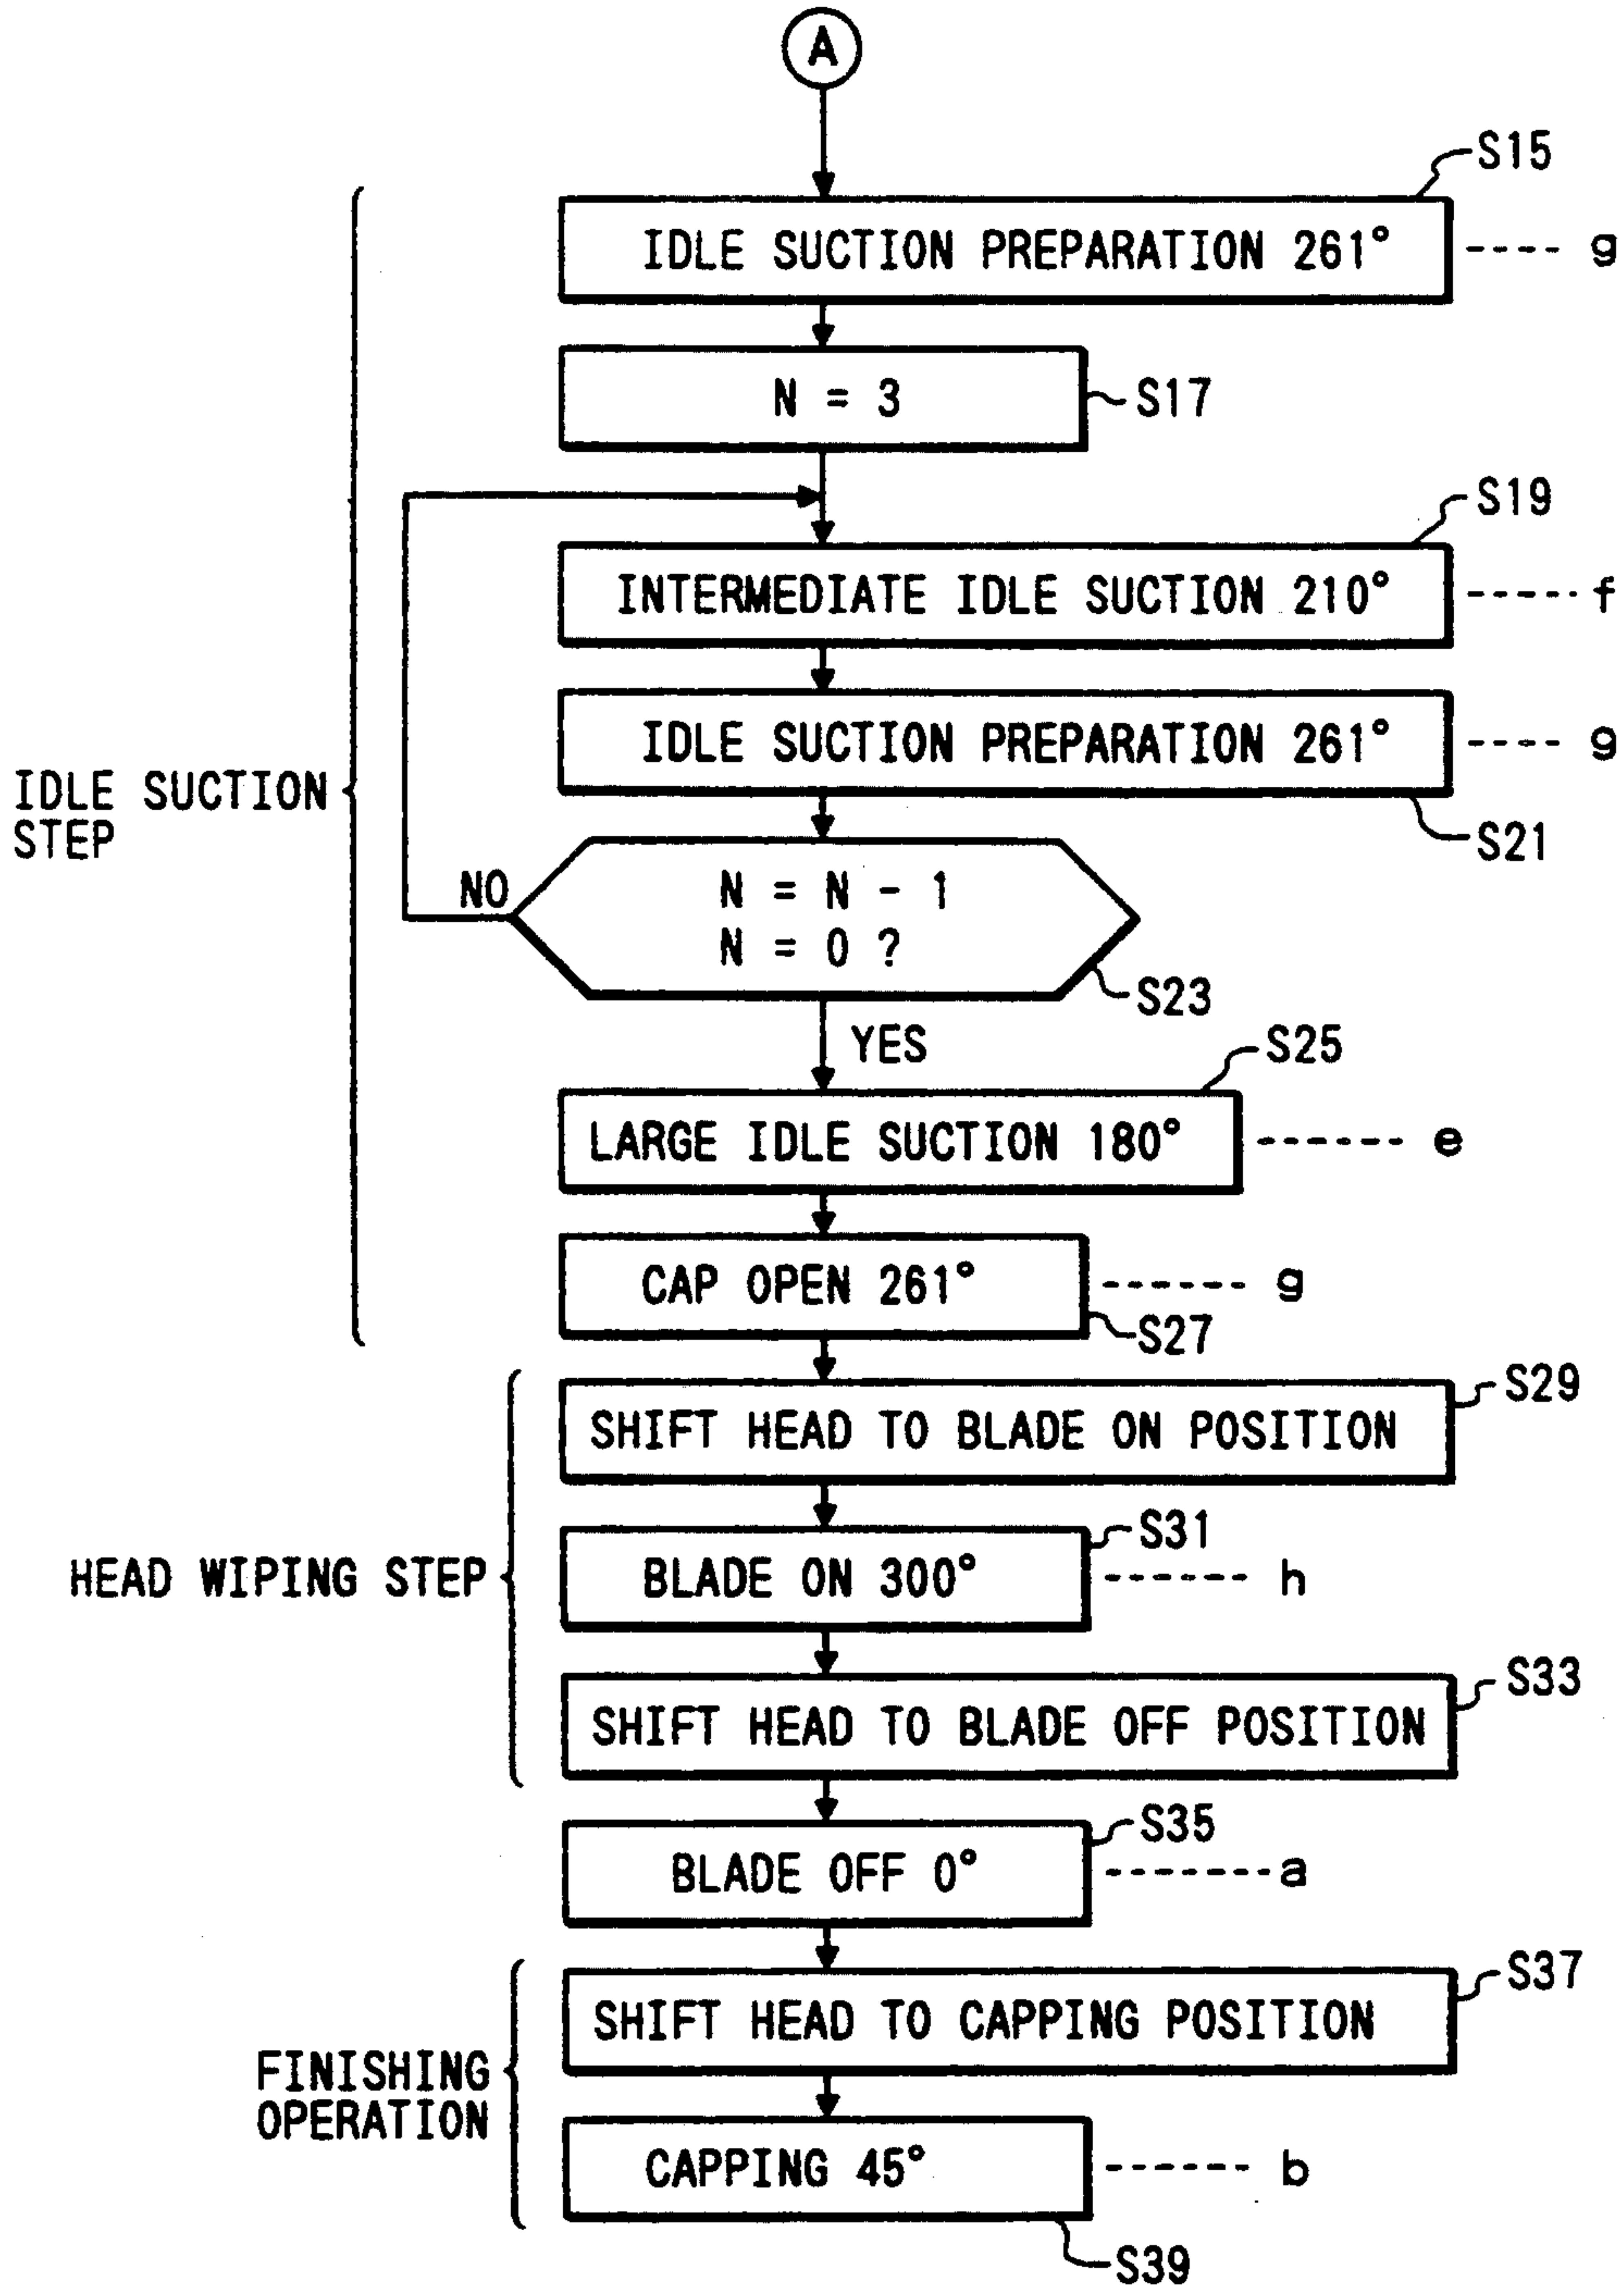 A
S15
IDLE SUCTION PREPARATION 261°
g
N = 3
S17
S19
INTERMEDIATE IDLE SUCTION 210°
f
IDLE SUCTION PREPARATION 261°
g
S21
IDLE SUCTION
STEP
NO
N = N - 1
N = 0 ?
S23
YES
S25
LARGE IDLE SUCTION 180°
e
CAP OPEN 261°
g
S27
S29
SHIFT HEAD TO BLADE ON POSITION
S31
HEAD WIPING STEP
BLADE ON 300°
h
S33
SHIFT HEAD TO BLADE OFF POSITION
S35
BLADE OFF 0°
a
S37
SHIFT HEAD TO CAPPING POSITION
FINISHING
OPERATION
CAPPING 45°
b
S39